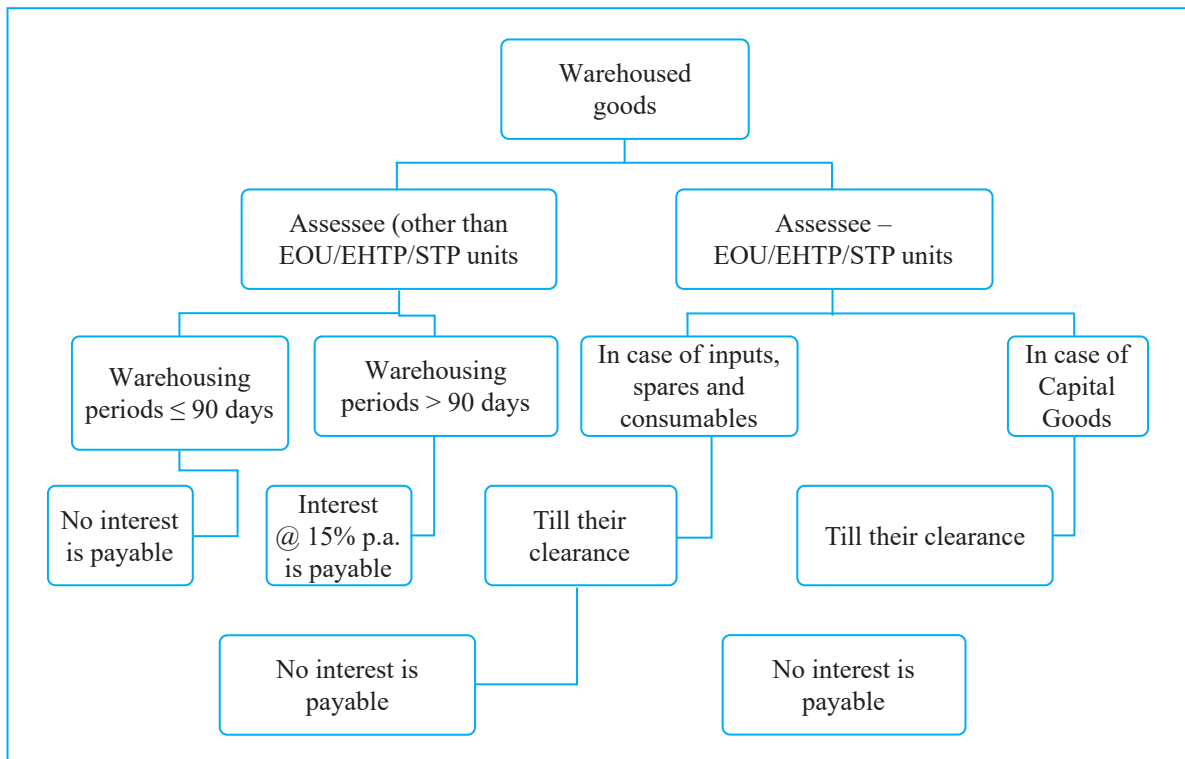 Warehoused
goods
Assessee (other than
EOU/EHTP/STP units
Assessee –
EOU/EHTP/STP units
Warehousing
periods ≤ 90 days
Warehousing
periods > 90 days
In case of inputs,
spares and
consumables
In case of
Capital
Goods
No interest
is payable
Interest
@ 15% p.a.
is payable
Till their
clearance
Till their clearance
No interest is
payable
No interest is
payable